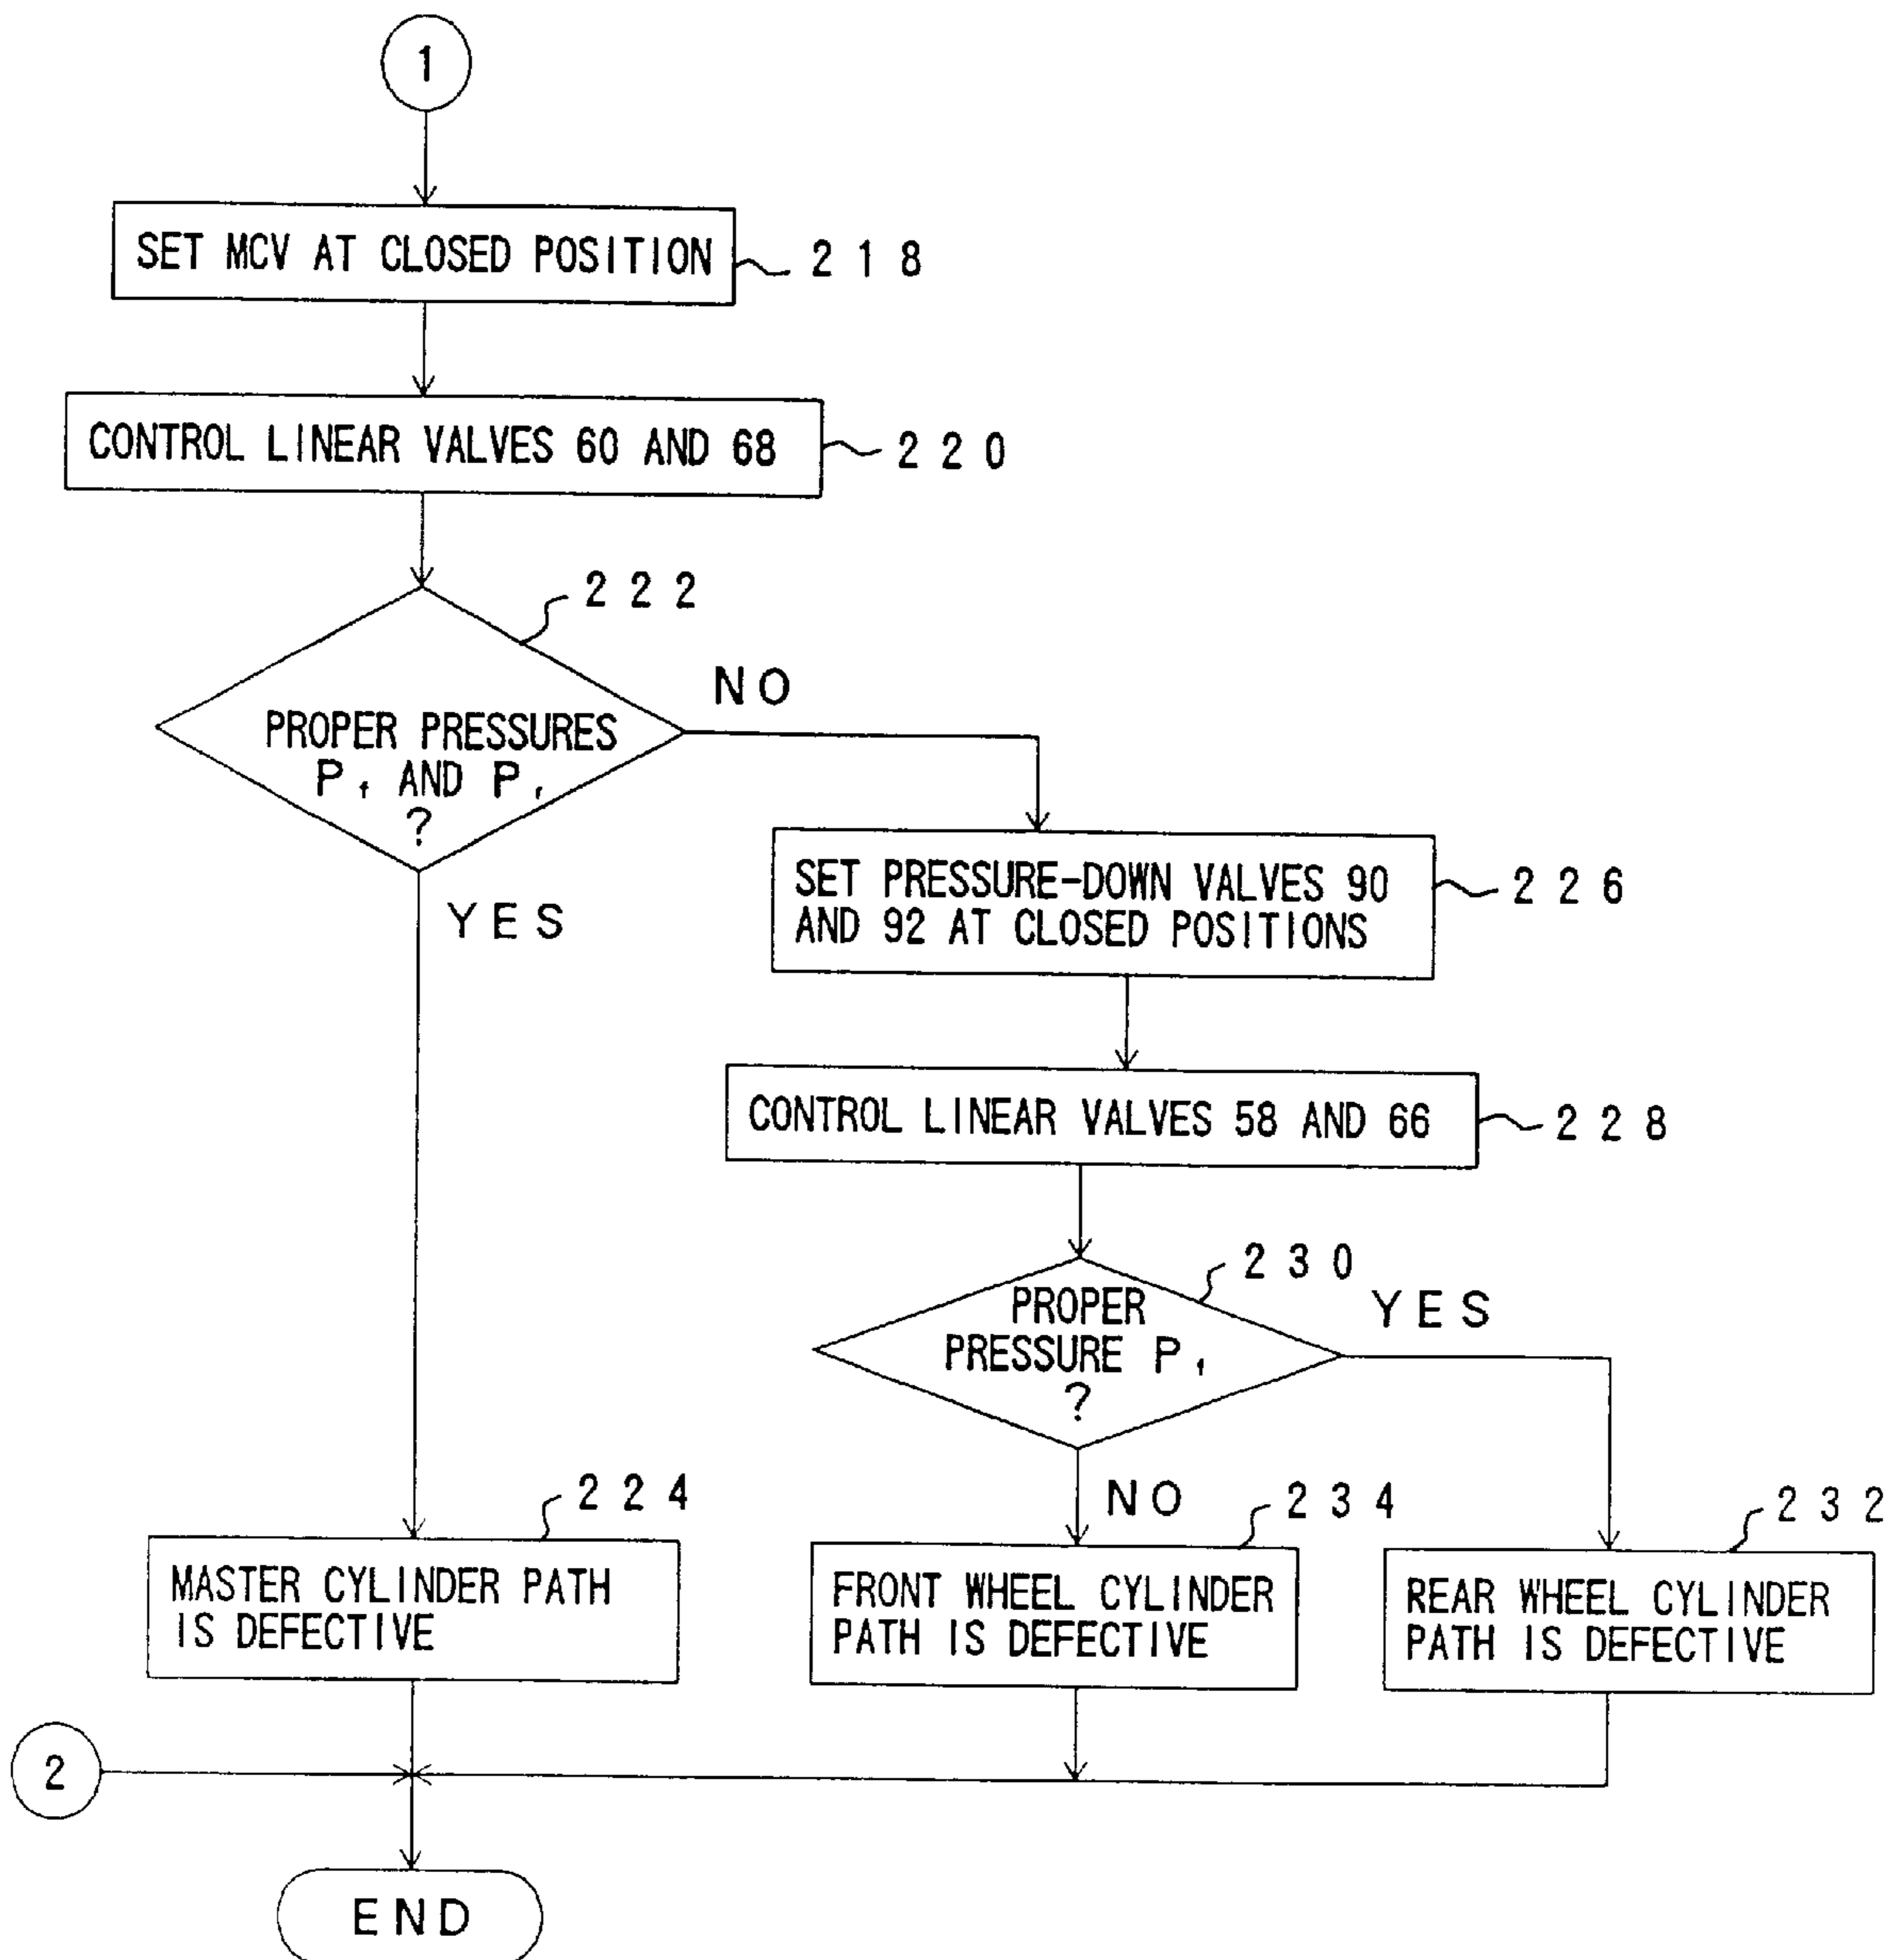 1
SET MCV AT CLOSED POSITION
218
CONTROL LINEAR VALVES 60 AND 68
220
222
PROPER PRESSURES
Pf AND Pr
?
NO
YES
SET PRESSURE-DOWN VALVES 90
AND 92 AT CLOSED POSITIONS
226
CONTROL LINEAR VALVES 58 AND 66
228
230
PROPER
PRESSURE Pf
?
YES
NO
224
MASTER CYLINDER PATH
IS DEFECTIVE
234
FRONT WHEEL CYLINDER
PATH IS DEFECTIVE
232
REAR WHEEL CYLINDER
PATH IS DEFECTIVE
2
END